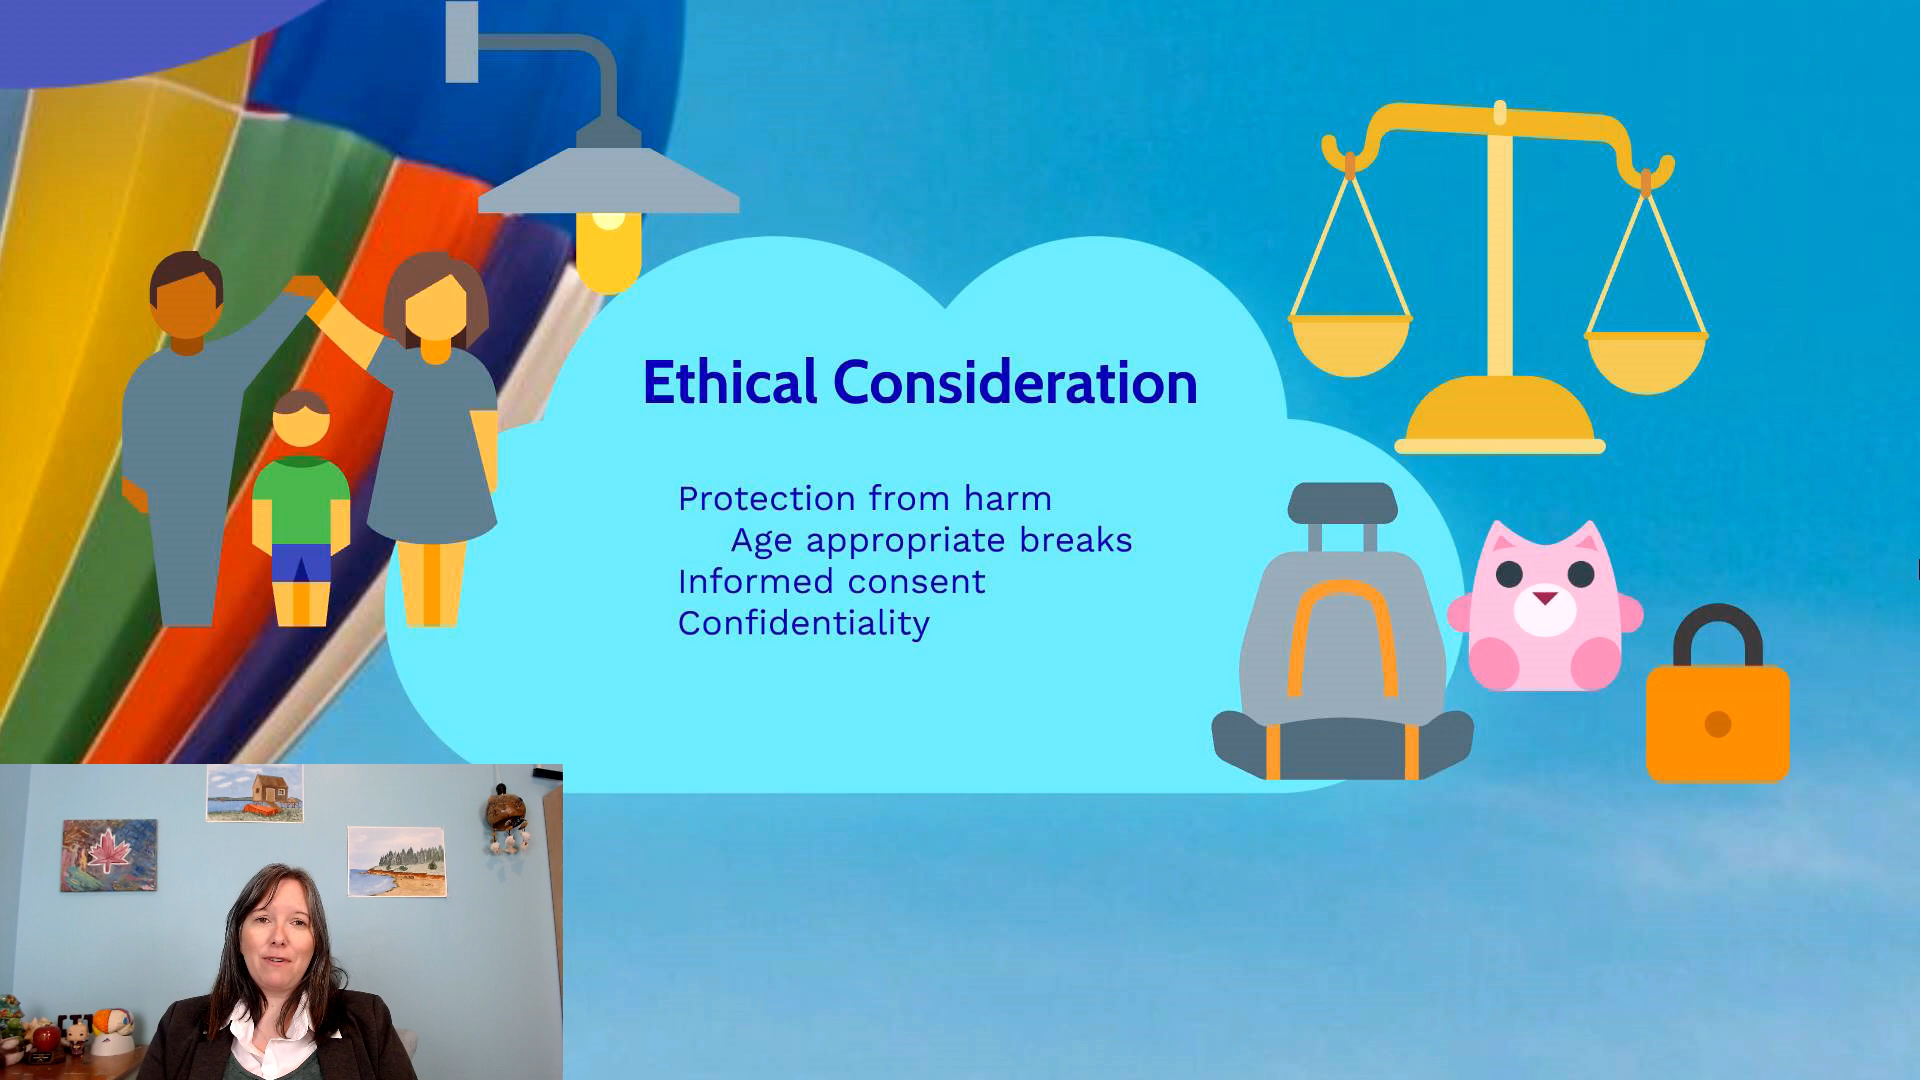 Ethical Consideration
Protection from harm
Age appropriate breaks
Informed consent
Confidentiality